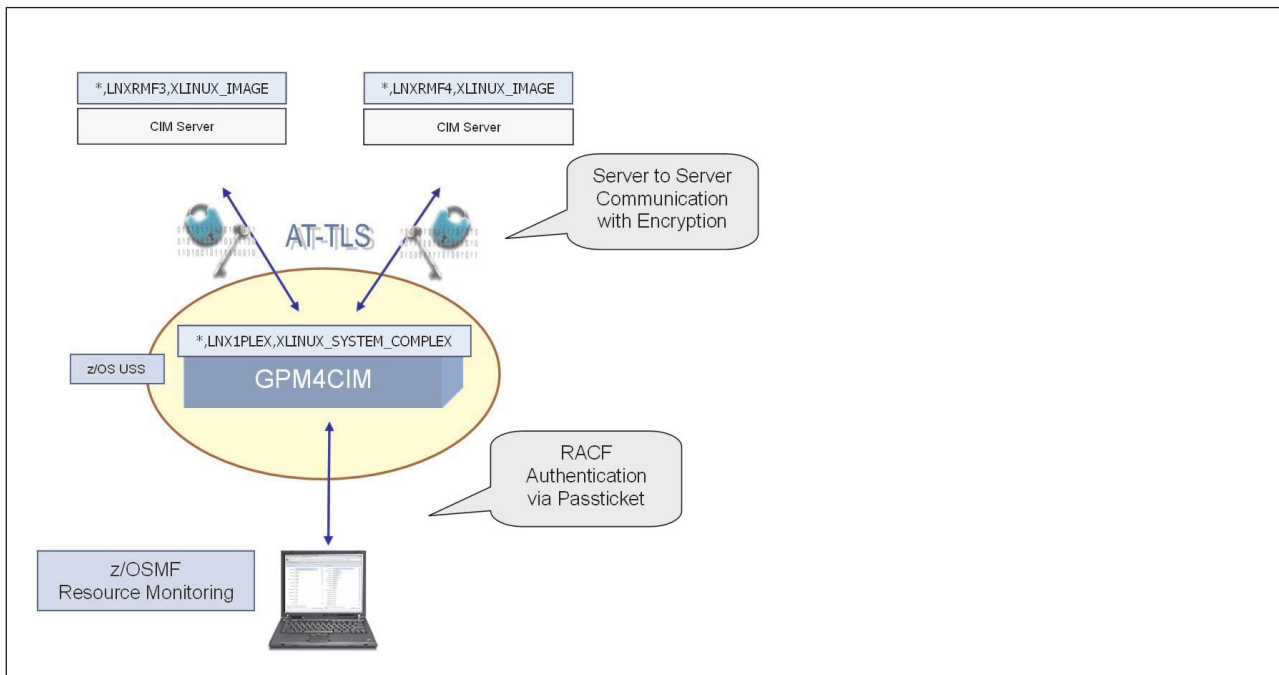 *,LNXRMF3,XLINUX_IMAGE
CIM Server
*,LNXRMF4,XLINUX_IMAGE
CIM Server
Server to Server
Communication
with Encryption
AT-TLS
*,LNX1PLEX,XLINUX_SYSTEM_COMPLEX
z/OS USS
GPM4CIM
RACF
Authentication
via Passticket
z/OSMF
Resource Monitoring